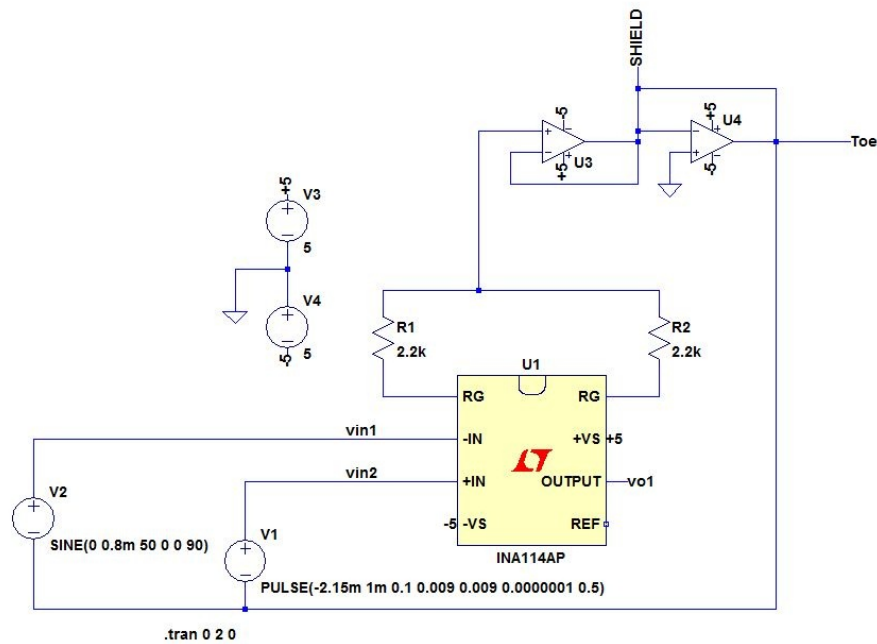 SHIELD
-5
U3
+5
+5
U4
-5
Toe
+5
V3
5
V4
-5
5
R1
2.2k
R2
2.2k
U1
RG
RG
vin1
-IN
+VS
+5
vin2
+IN
OUTPUT
vo1
-5
-VS
REF
INA114AP
V2
SINE(0 0.8m 50 0 0 90)
V1
PULSE(-2.15m 1m 0.1 0.009 0.009 0.0000001 0.5)
.tran 0 2 0